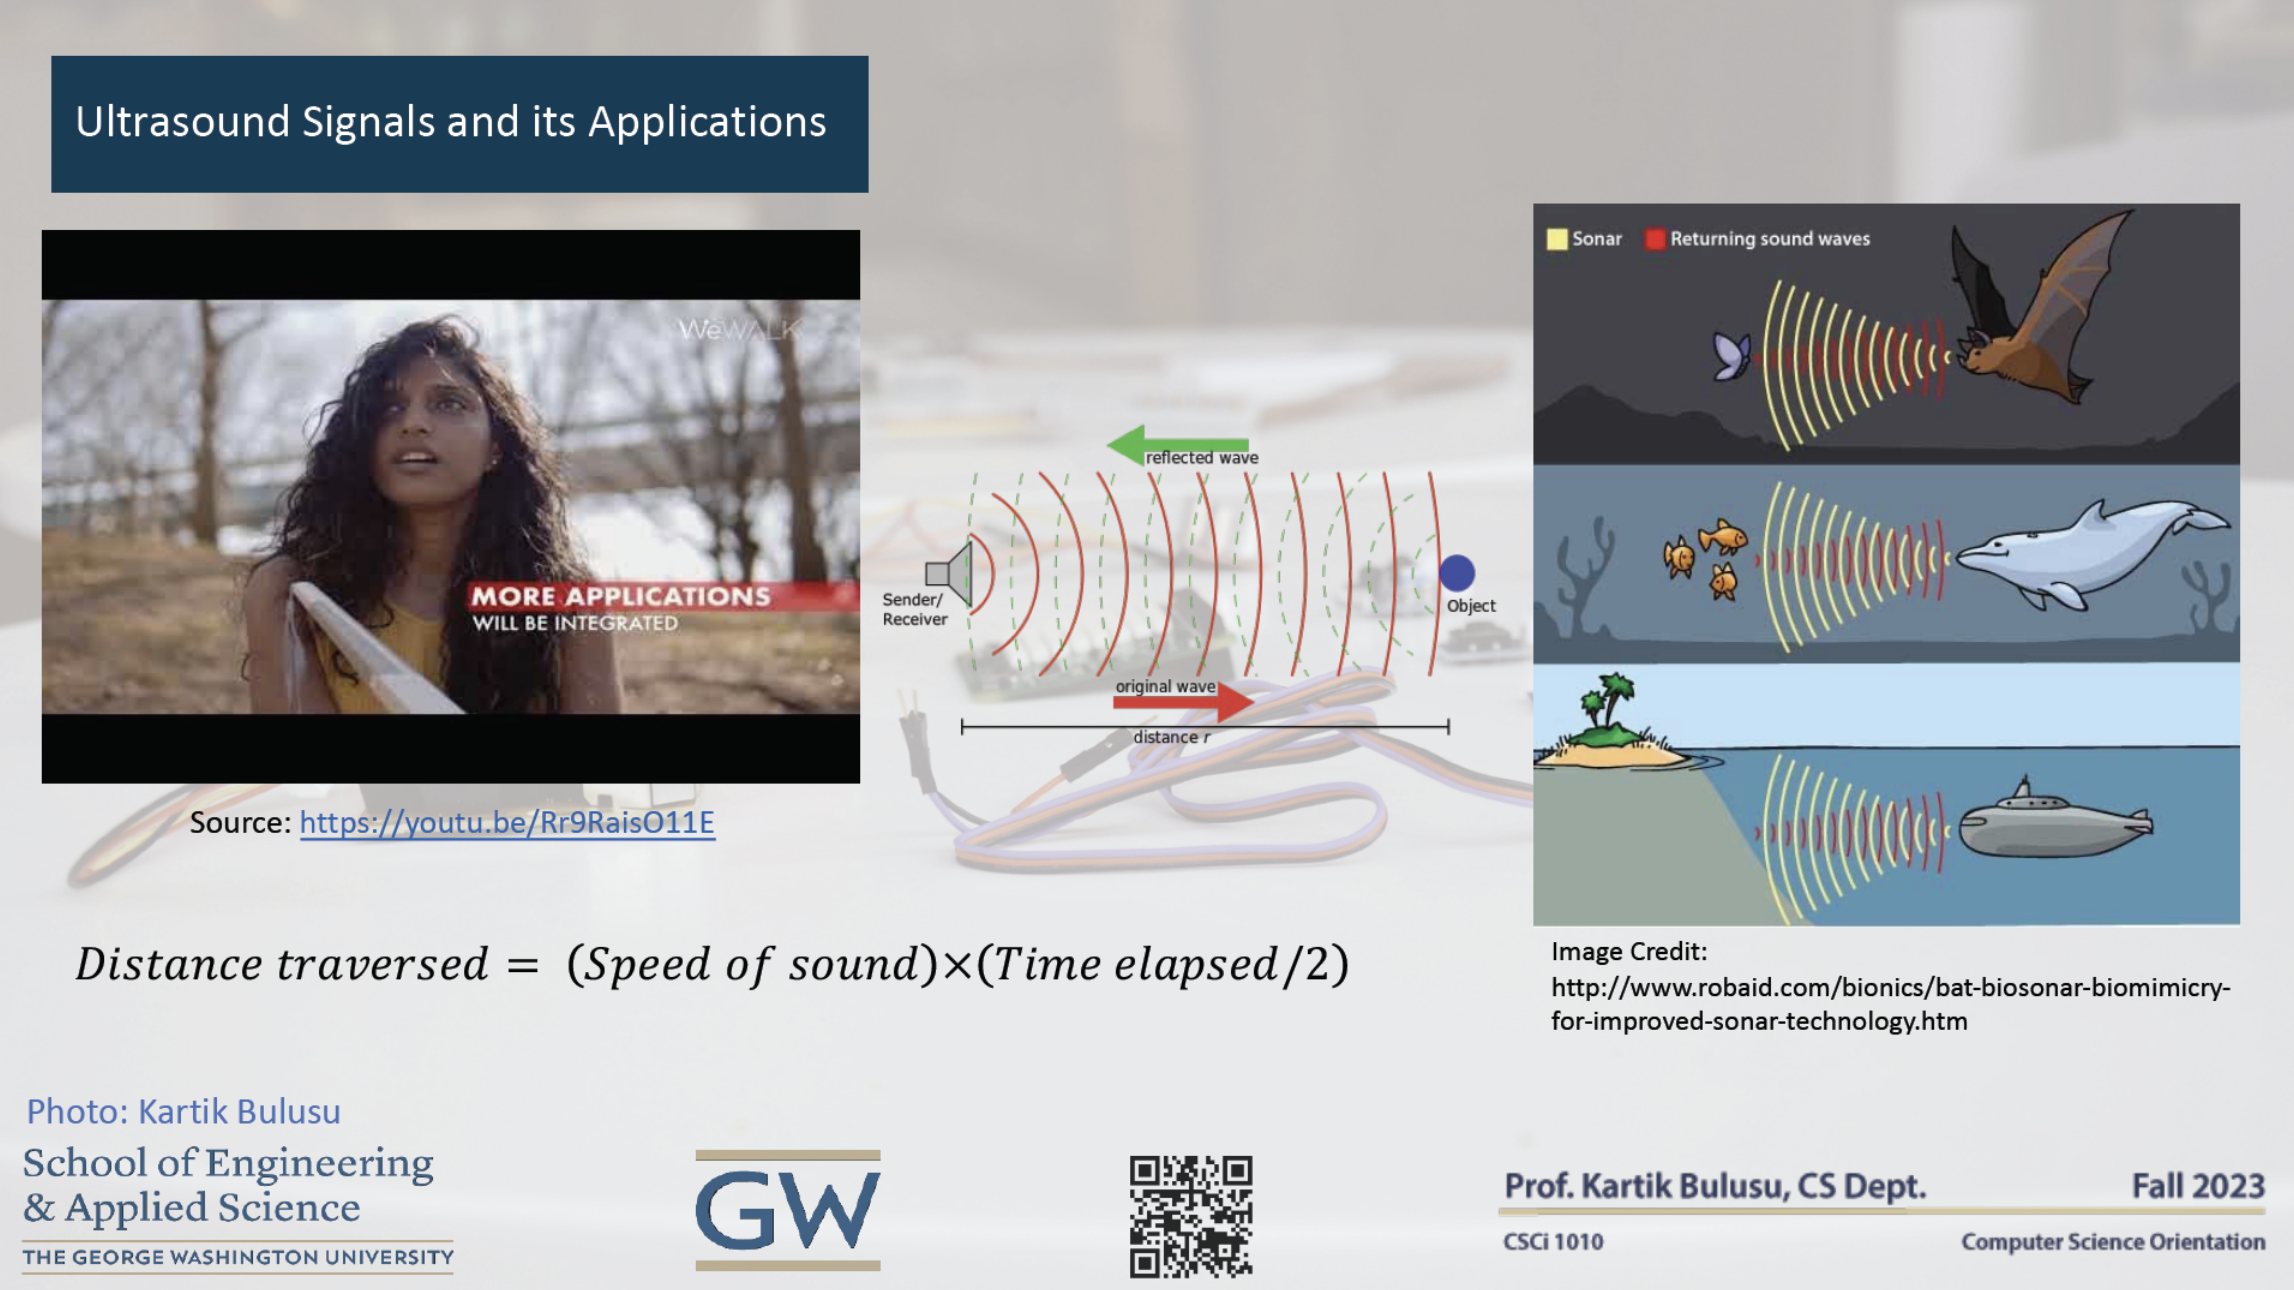 Ultrasound Signals and its Applications
WeWALK
MORE APPLICATIONS
WILL BE INTEGRATED
Source: https://youtu.be/Rr9RaisO11E
reflected wave
Sender/
Receiver
Object
original wave
distance r
Sonar
Returning sound waves
Image Credit:
http://www.robaid.com/bionics/bat-biosonar-biomimicry-
for-improved-sonar-technology.htm
Distance traversed = (Speed of sound)×(Time elapsed/2)
Photo: Kartik Bulusu
School of Engineering
& Applied Science
THE GEORGE WASHINGTON UNIVERSITY
GW
Prof. Kartik Bulusu, CS Dept.
Fall 2023
CSCi 1010
Computer Science Orientation